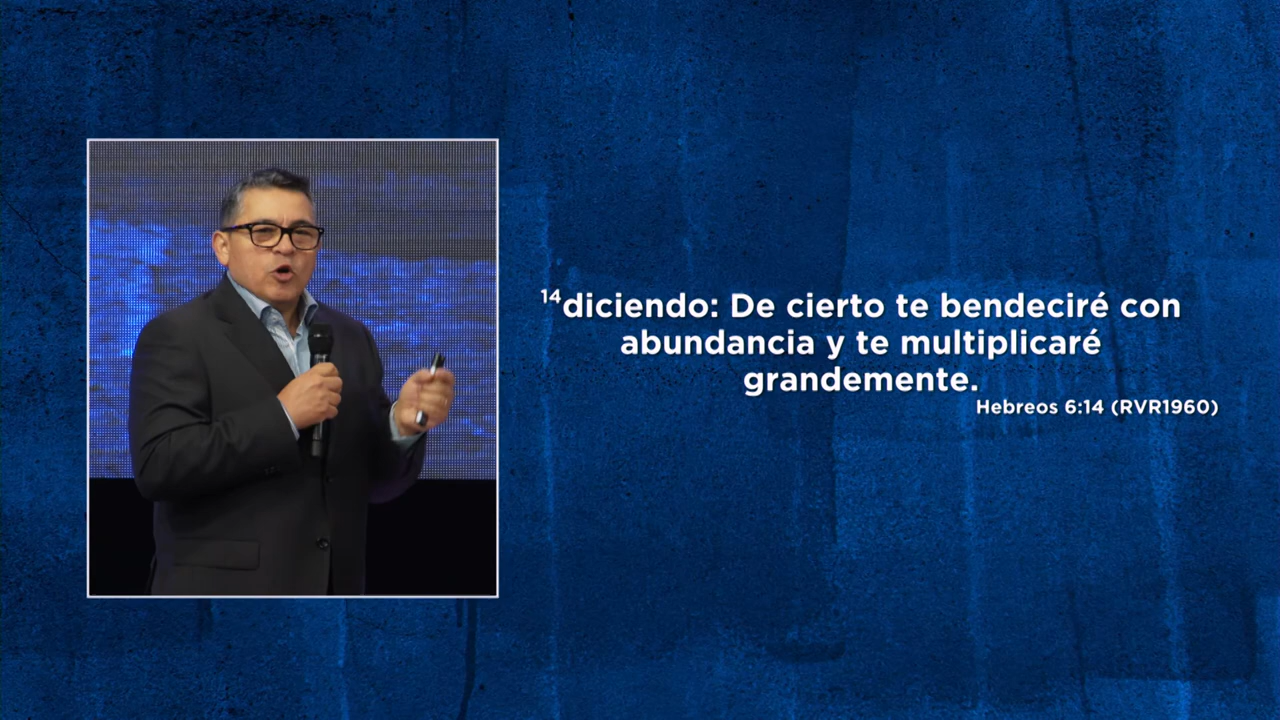 ¹⁴diciendo: De cierto te bendeciré con
abundancia y te multiplicaré
grandemente.
Hebreos 6:14 (RVR1960)